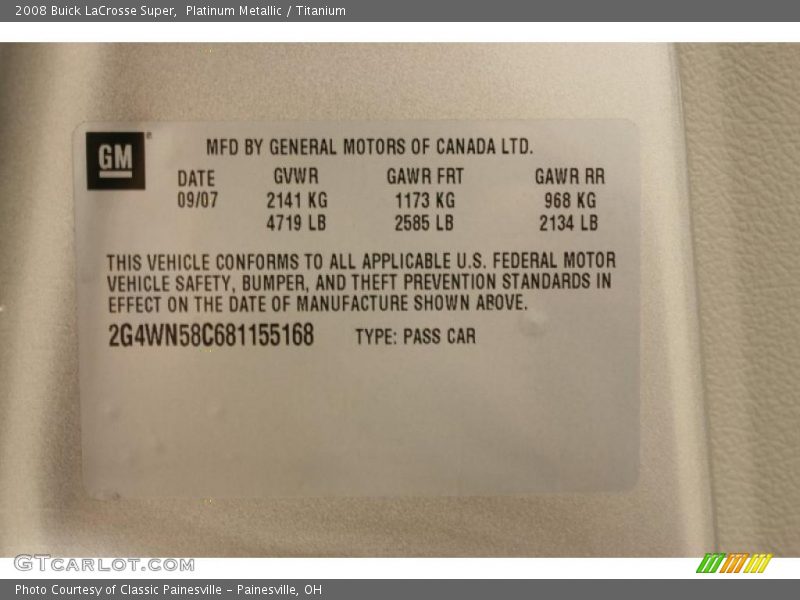 2008 Buick LaCrosse Super, Platinum Metallic / Titanium
GM
MFD BY GENERAL MOTORS OF CANADA LTD.
DATE GVWR GAWR FRT GAWR RR
09/07 2141 KG 1173 KG 968 KG
4719 LB 2585 LB 2134 LB
THIS VEHICLE CONFORMS TO ALL APPLICABLE U.S. FEDERAL MOTOR
VEHICLE SAFETY, BUMPER, AND THEFT PREVENTION STANDARDS IN
EFFECT ON THE DATE OF MANUFACTURE SHOWN ABOVE.
2G4WN58C681155168 TYPE: PASS CAR
GTCARLOT.COM
Photo Courtesy of Classic Painesville - Painesville, OH